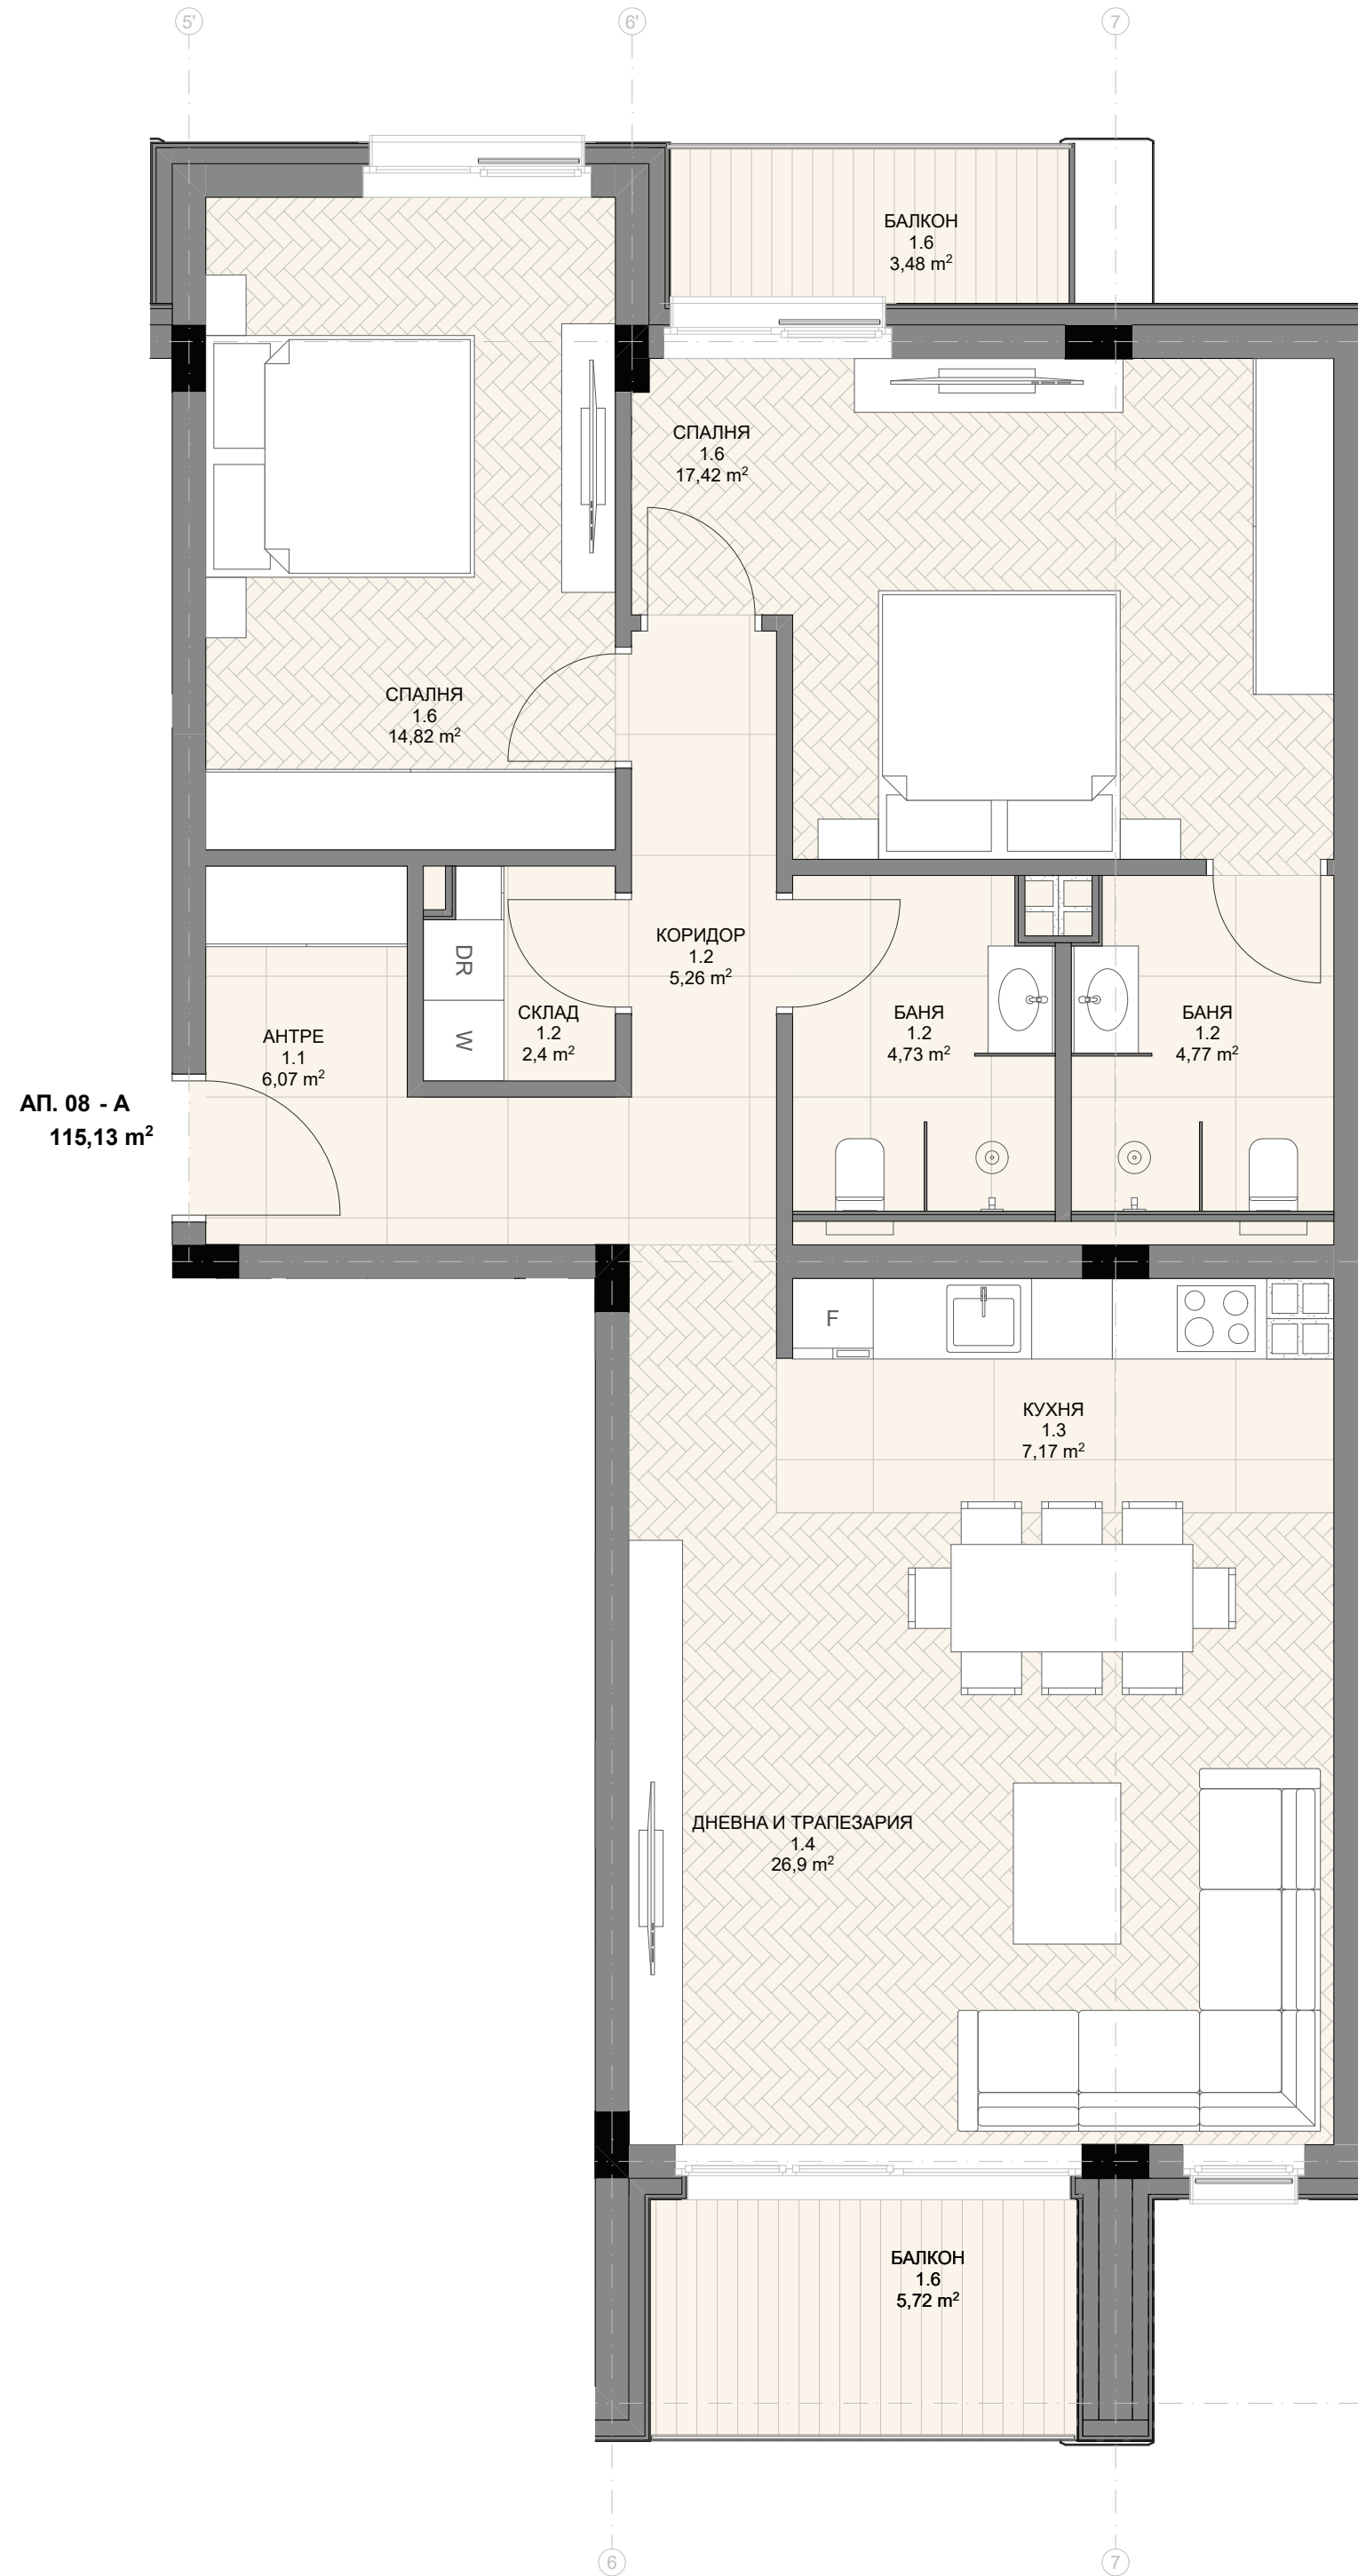 5'
6'
7
БАЛКОН
1.6
3,48 m²
СПАЛНЯ
1.6
17,42 m²
СПАЛНЯ
1.6
14,82 m²
КОРИДОР
1.2
5,26 m²
DR
W
СКЛАД
1.2
2,4 m²
БАНЯ
1.2
4,73 m²
БАНЯ
1.2
4,77 m²
АНТРЕ
1.1
6,07 m²
АП. 08 - А
115,13 m²
F
КУХНЯ
1.3
7,17 m²
ДНЕВНА И ТРАПЕЗАРИЯ
1.4
26,9 m²
БАЛКОН
1.6
5,72 m²
6
7